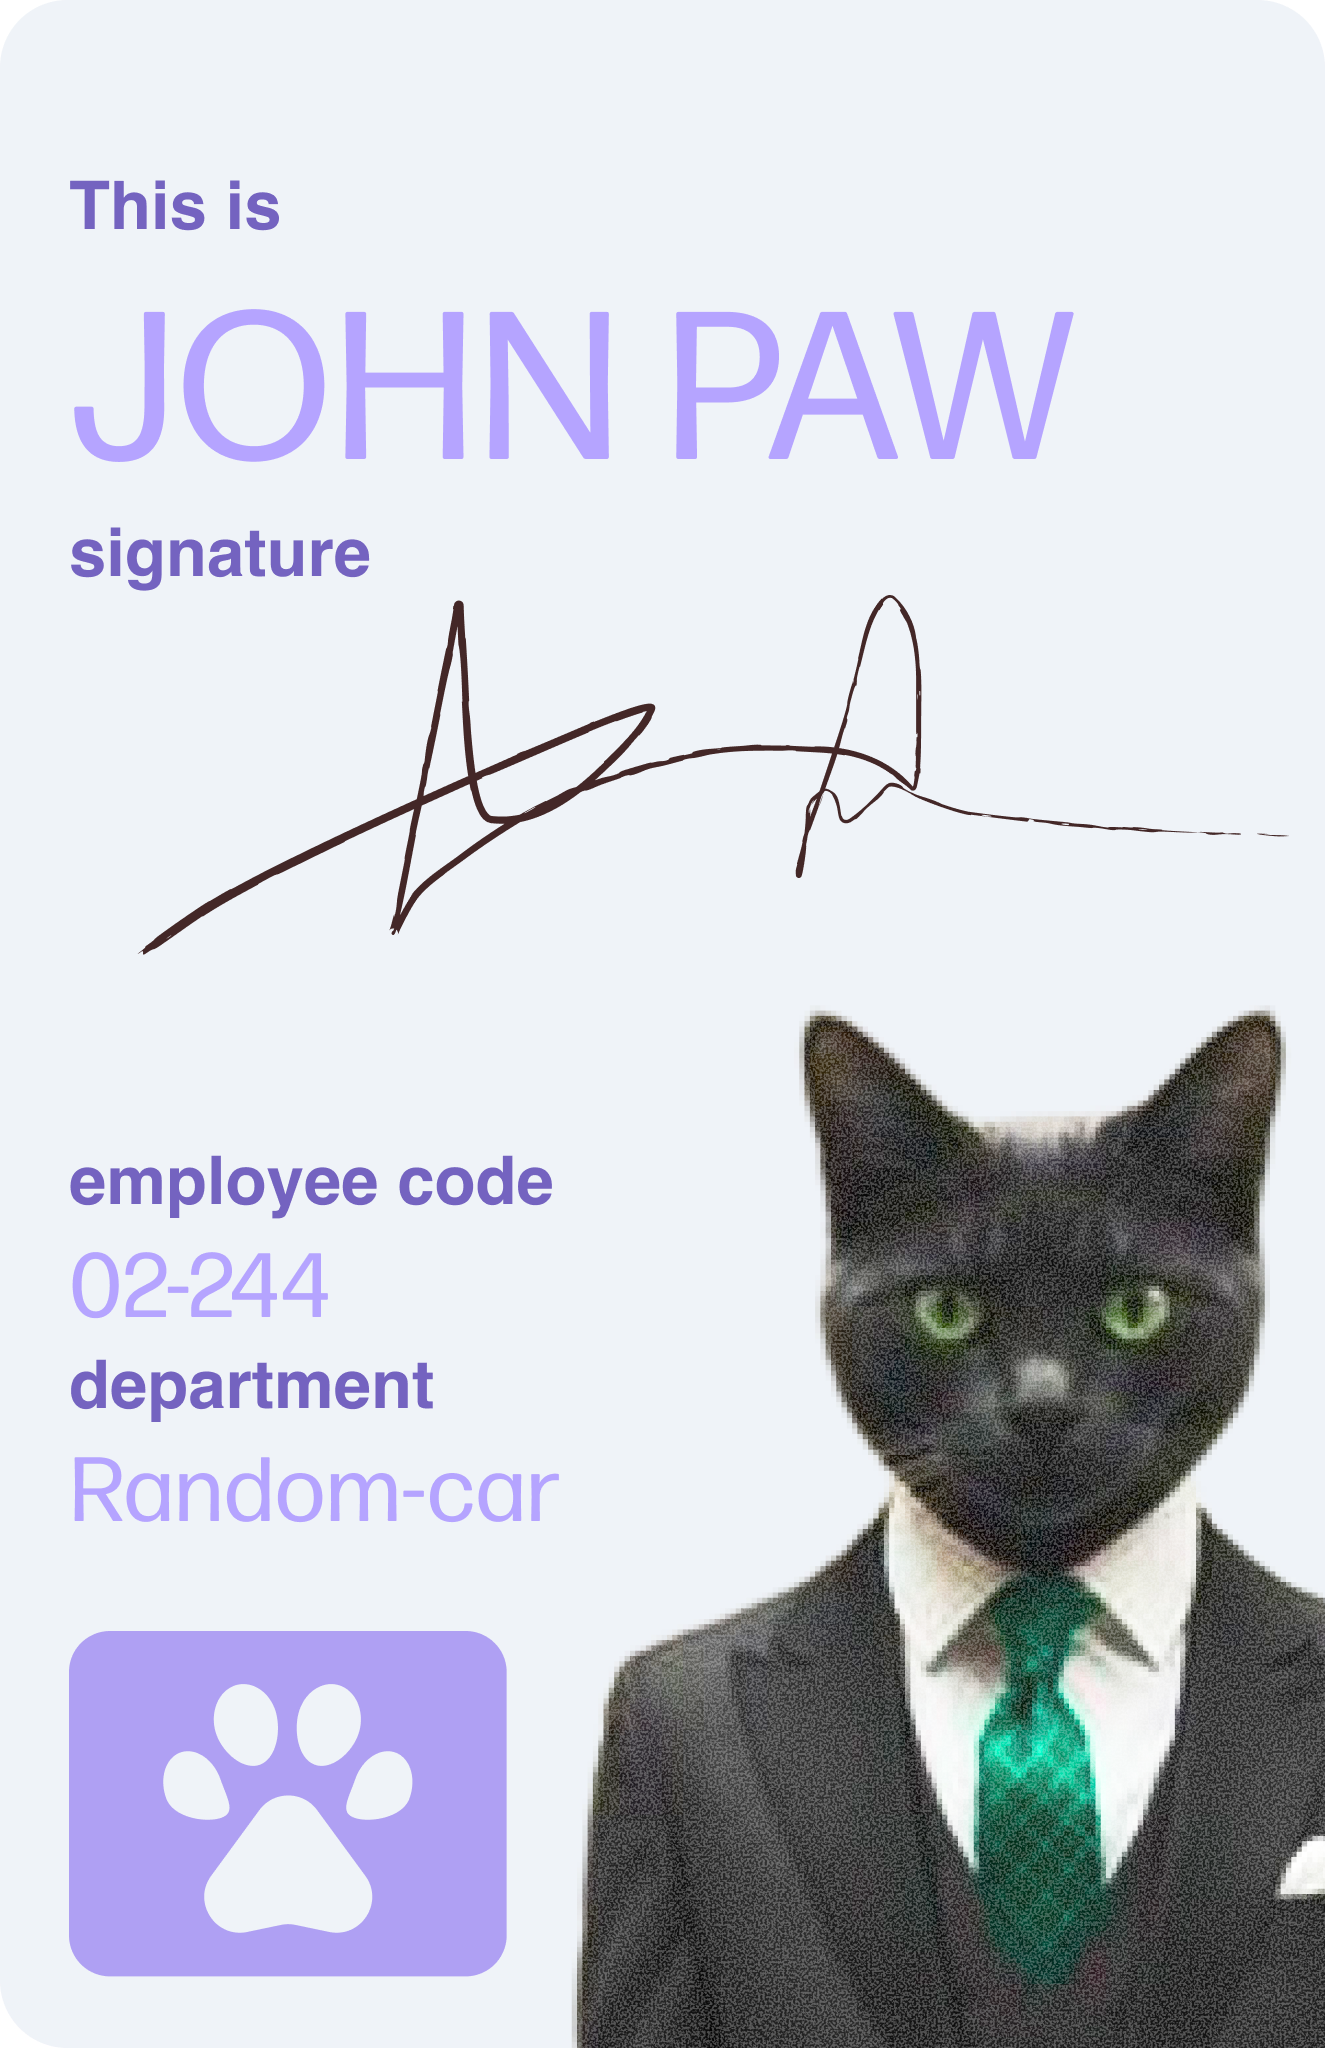 This is
JOHN PAW
signature
employee code
02-244
department
Random-car